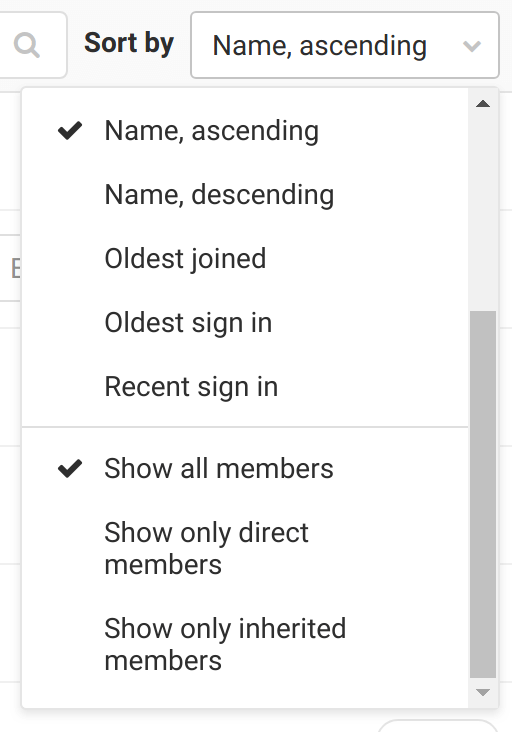 Sort by
Name, ascending
Name, ascending
Name, descending
Oldest joined
Oldest sign in
Recent sign in
Show all members
Show only direct
members
Show only inherited
members